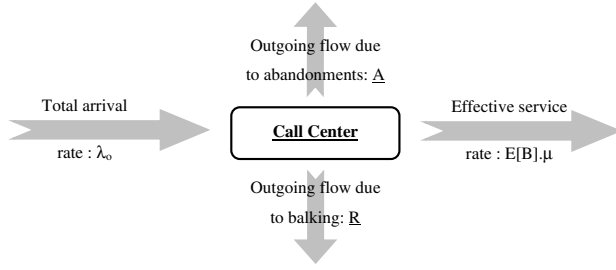 Outgoing flow due
to abandonments: A
Total arrival
rate : λo
Call Center
Effective service
rate : E[B].μ
Outgoing flow due
to balking: R